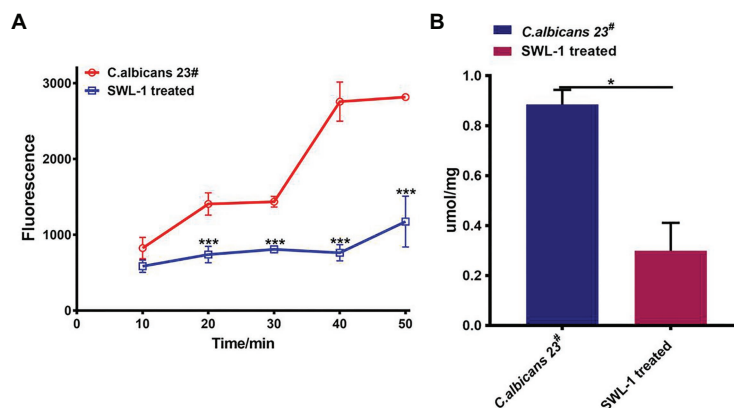 A
C.albicans 23#
SWL-1 treated
Fluorescence
3000
2000
1000
0
***
***
***
***
0 10 20 30 40 50
Time/min
B
C.albicans 23#
SWL-1 treated
umol/mg
1.0
0.8
0.6
0.4
0.2
0.0
*
C.albicans 23#
SWL-1 treated